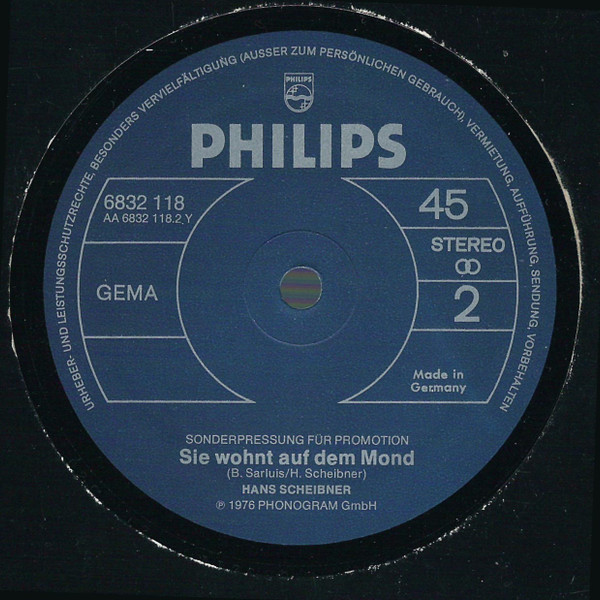 URHEBER- UND LEISTUNGSSCHUTZRECHTE, BESONDERS VERVIELFÄLTIGUNG (AUSSER ZUM PERSÖNLICHEN GEBRAUCH), VERMIETUNG, AUFFÜHRUNG, SENDUNG, VORBEHALTEN
PHILIPS
PHILIPS
6832 118
AA 6832 118.2 Y
GEMA
45
STEREO
2
Made in
Germany
SONDERPRESSUNG FÜR PROMOTION
Sie wohnt auf dem Mond
(B. Sarluis/H. Scheibner)
HANS SCHEIBNER
℗ 1976 PHONOGRAM GmbH